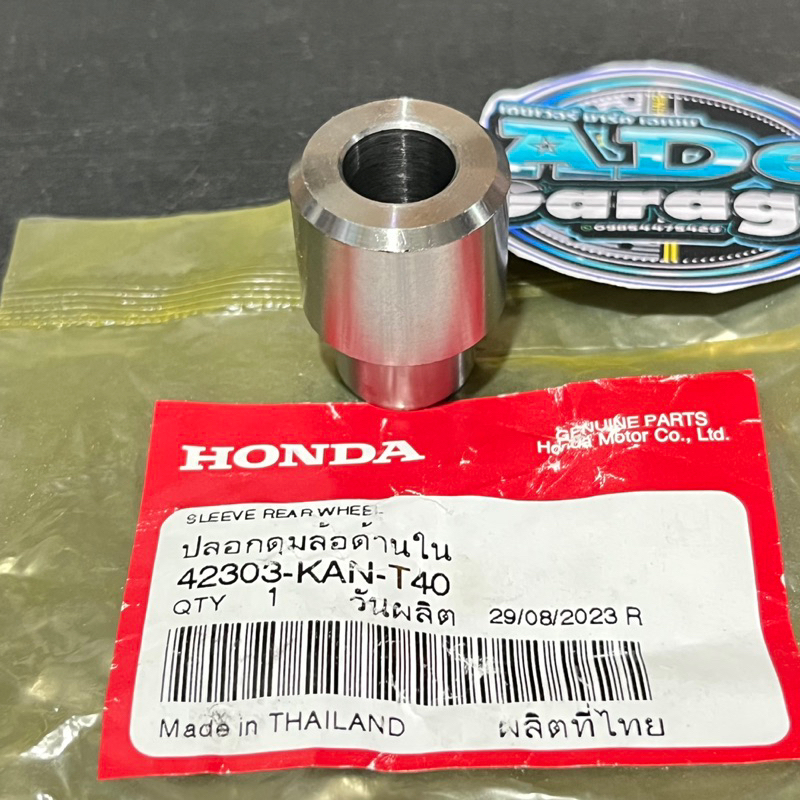 ADe
Garag
HONDA
GENUINE PARTS
Honda Motor Co., Ltd.
SLEEVE REAR WHEEL
ปลอกดุมล้อด้านใน
42303-KAN-T40
QTY 1 วันผลิต 29/08/2023 R
Made in THAILAND ผลิตที่ไทย